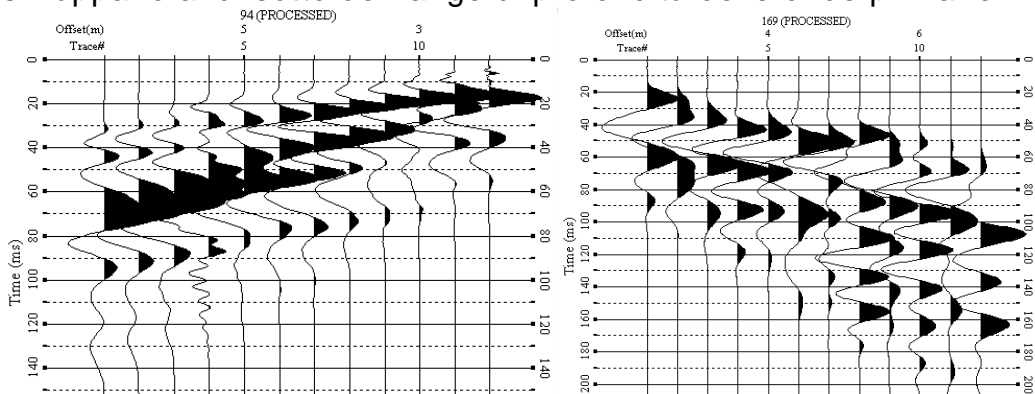 94 (PROCESSED)
Offset(m) 5 3
Trace# 5 10
0 0
20 20
40 40
60 60
80 80
100 100
120 120
140 140
Time (ms)
169 (PROCESSED)
Offset(m) 4 6
Trace# 5 10
0 0
20 20
40 40
60 60
80 80
100 100
120 120
140 140
160 160
180 180
200 200
Time (ms)